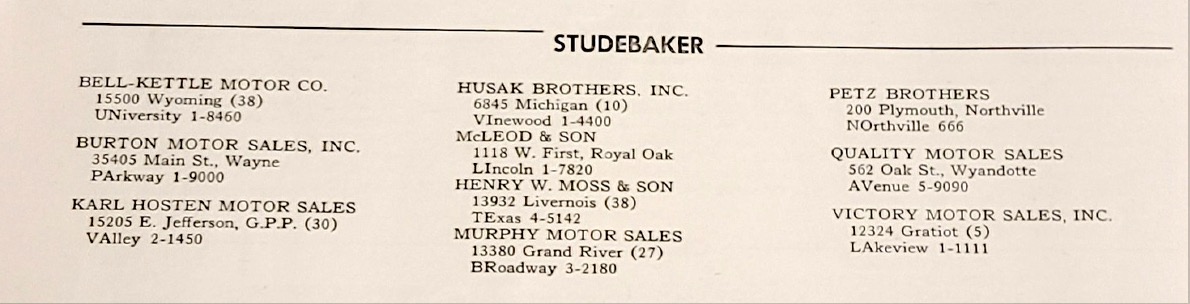 STUDEBAKER
BELL-KETTLE MOTOR CO.
15500 Wyoming (38)
UNiversity 1-8460
BURTON MOTOR SALES, INC.
35405 Main St., Wayne
PArkway 1-9000
KARL HOSTEN MOTOR SALES
15205 E. Jefferson, G.P.P. (30)
VAlley 2-1450
HUSAK BROTHERS, INC.
6845 Michigan (10)
VInewood 1-4400
McLEOD & SON
1118 W. First, Royal Oak
LIncoln 1-7820
HENRY W. MOSS & SON
13932 Livernois (38)
TExas 4-5142
MURPHY MOTOR SALES
13380 Grand River (27)
BRoadway 3-2180
PETZ BROTHERS
200 Plymouth, Northville
NOrthville 666
QUALITY MOTOR SALES
562 Oak St., Wyandotte
AVenue 5-9090
VICTORY MOTOR SALES, INC.
12324 Gratiot (5)
LAkeview 1-1111